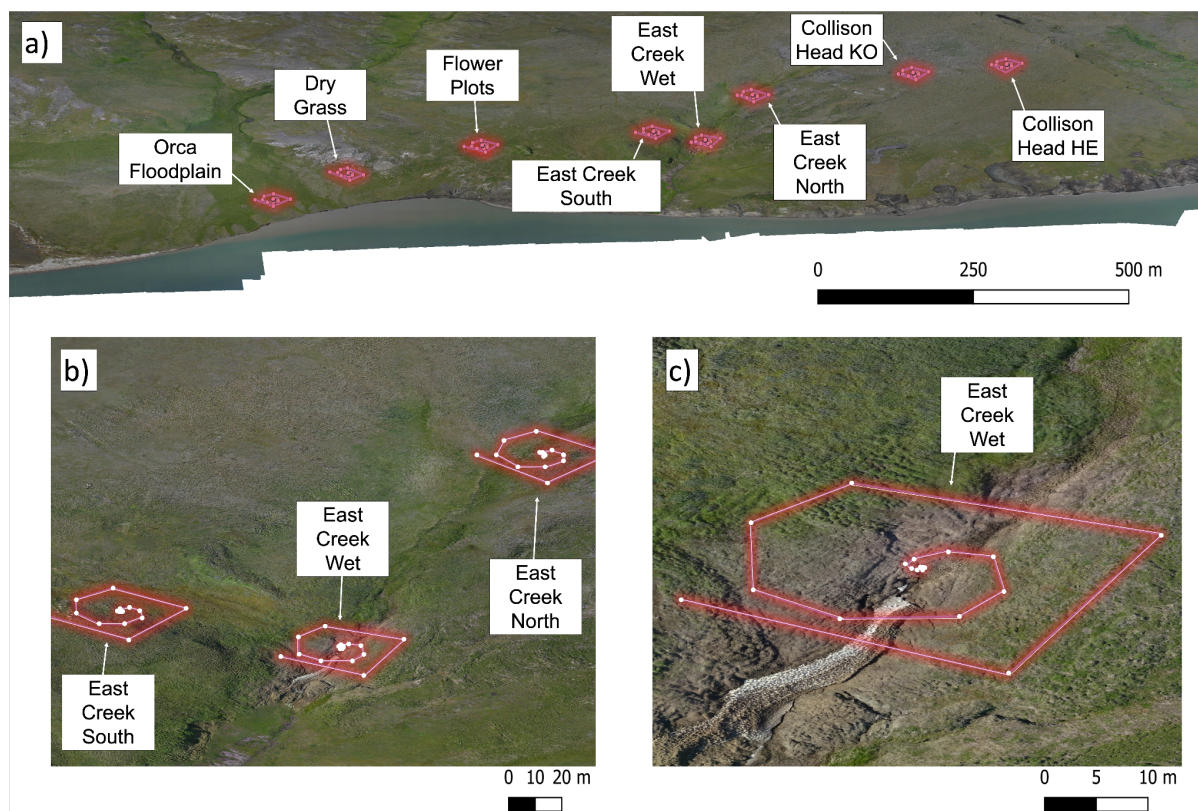 a)
Orca
Floodplain
Dry
Grass
Flower
Plots
East
Creek
Wet
East Creek
South
East
Creek
North
Collison
Head KO
Collison
Head HE
0 250 500 m
b)
East
Creek
South
East
Creek
Wet
East
Creek
North
0 10 20 m
c)
East
Creek
Wet
0 5 10 m